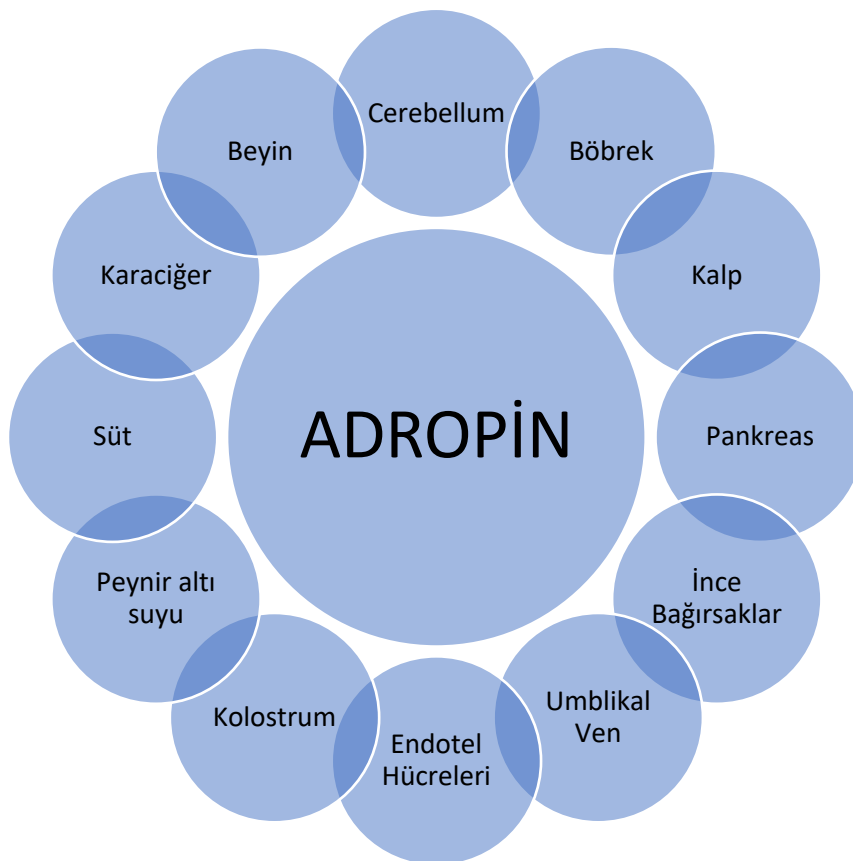 Cerebellum
Böbrek
Kalp
Pankreas
İnce
Bağırsaklar
Umblikal
Ven
Endotel
Hücreleri
Kolostrum
Peynir altı
suyu
Süt
Karaciğer
Beyin
ADROPİN